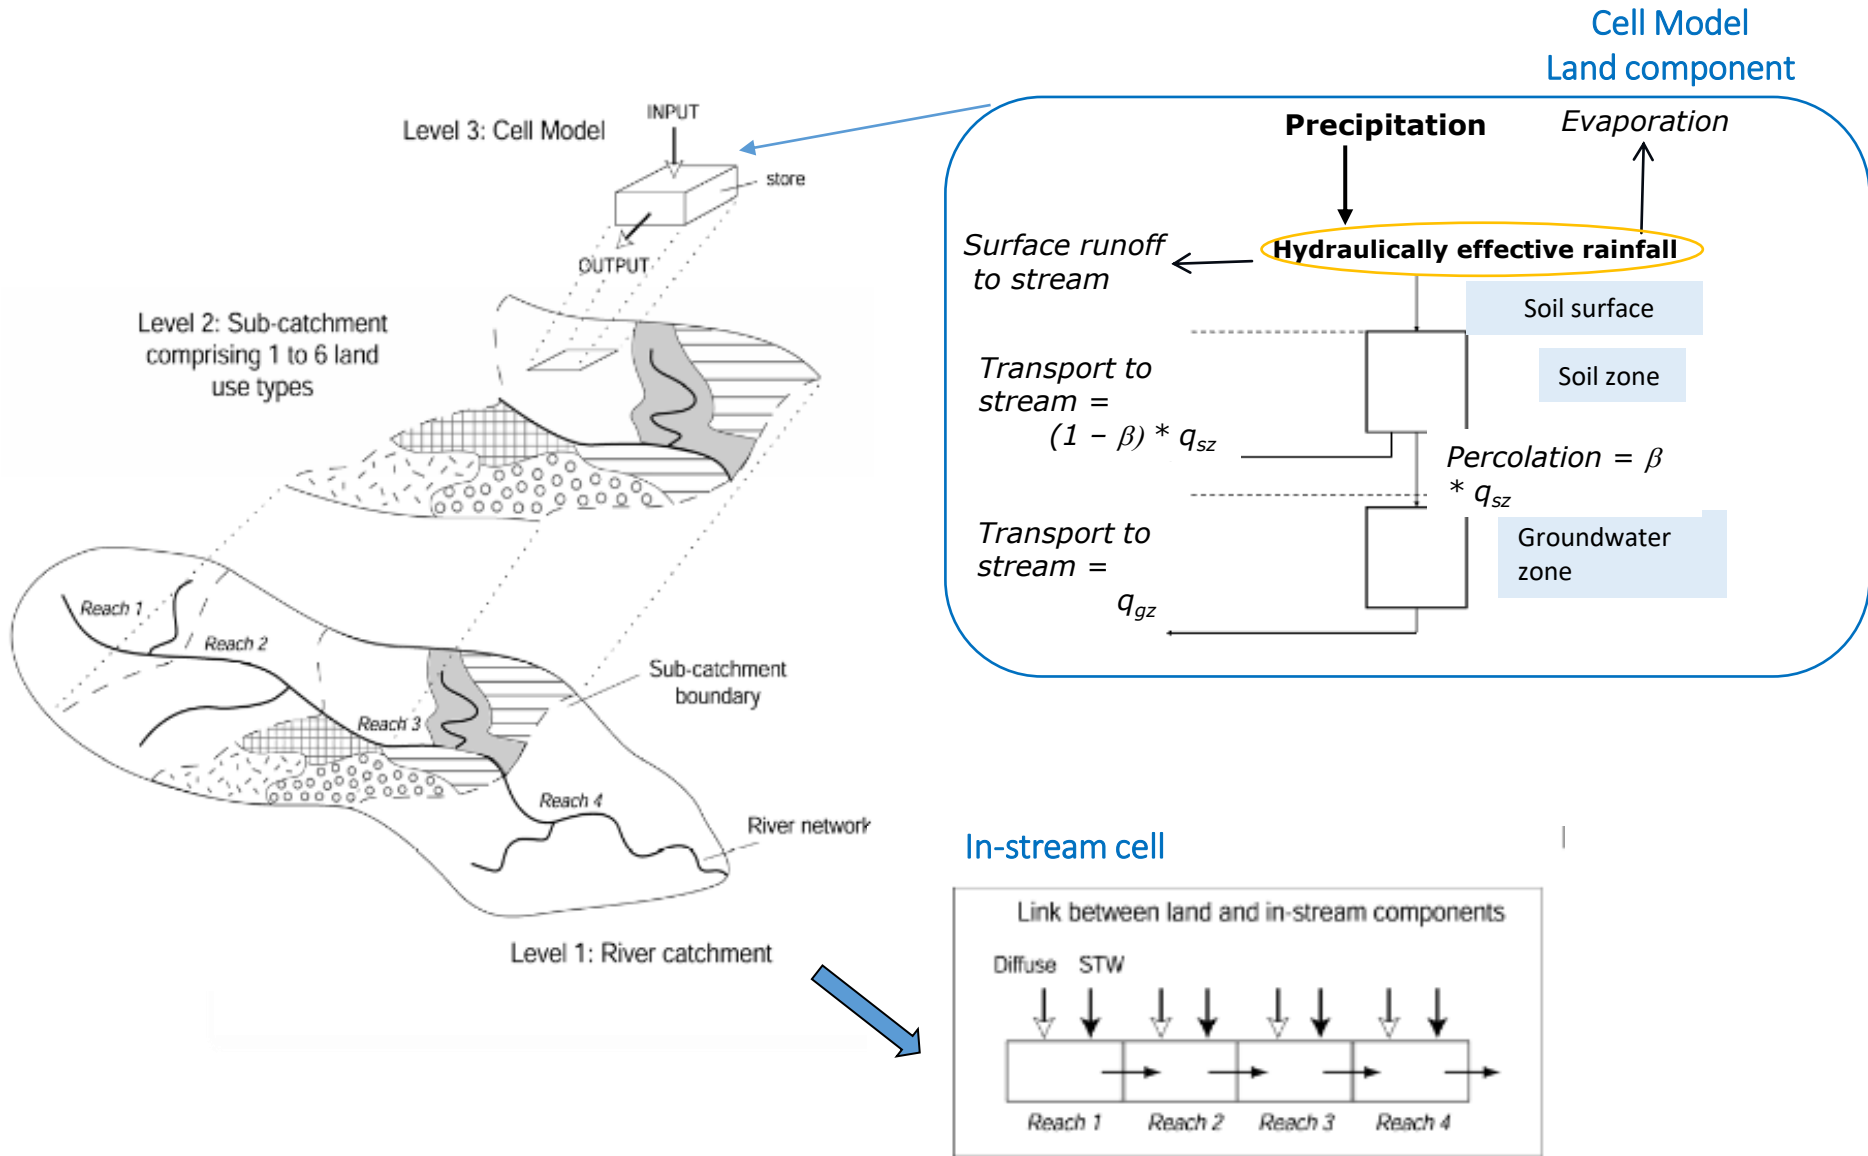 Cell Model
Land component
Level 3: Cell Model
INPUT
store
OUTPUT
Level 2: Sub-catchment
comprising 1 to 6 land
use types
Reach 1
Reach 2
Reach 3
Reach 4
Sub-catchment
boundary
River network
Level 1: River catchment
Precipitation
Evaporation
Hydraulically effective rainfall
Surface runoff
to stream
Soil surface
Soil zone
Transport to
stream =
(1 – β) * qsz
Percolation = β
* qsz
Groundwater
zone
Transport to
stream =
qgz
In-stream cell
Link between land and in-stream components
Diffuse STW
Reach 1 Reach 2 Reach 3 Reach 4